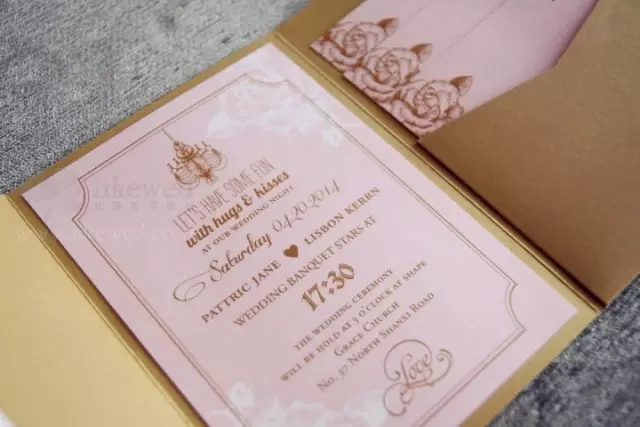 LET'S HAVE SOME FUN
with hugs & kisses
AT OUR WEDDING NIGHT
Saturday 04.20.2014
PATTRIC JANE LISBON KERRN
WEDDING BANQUET STARS AT
17:30
THE WEDDING CEREMONY
WILL BE HOLD AT 3 O'CLOCK AT SHAPE
GRACE CHURCH
NO. 37 NORTH SHANXI ROAD
Love